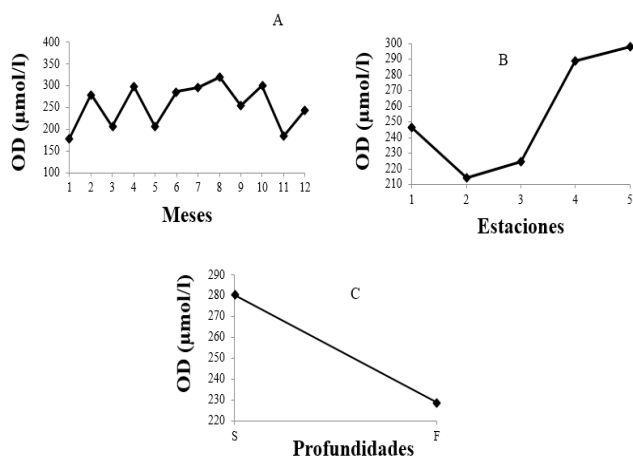 A
OD (µmol/l)
400
350
300
250
200
150
100
1 2 3 4 5 6 7 8 9 10 11 12
Meses
B
OD (µmol/l)
300
290
280
270
260
250
240
230
220
210
1 2 3 4 5
Estaciones
C
OD (µmol/l)
290
280
270
260
250
240
230
220
S F
Profundidades